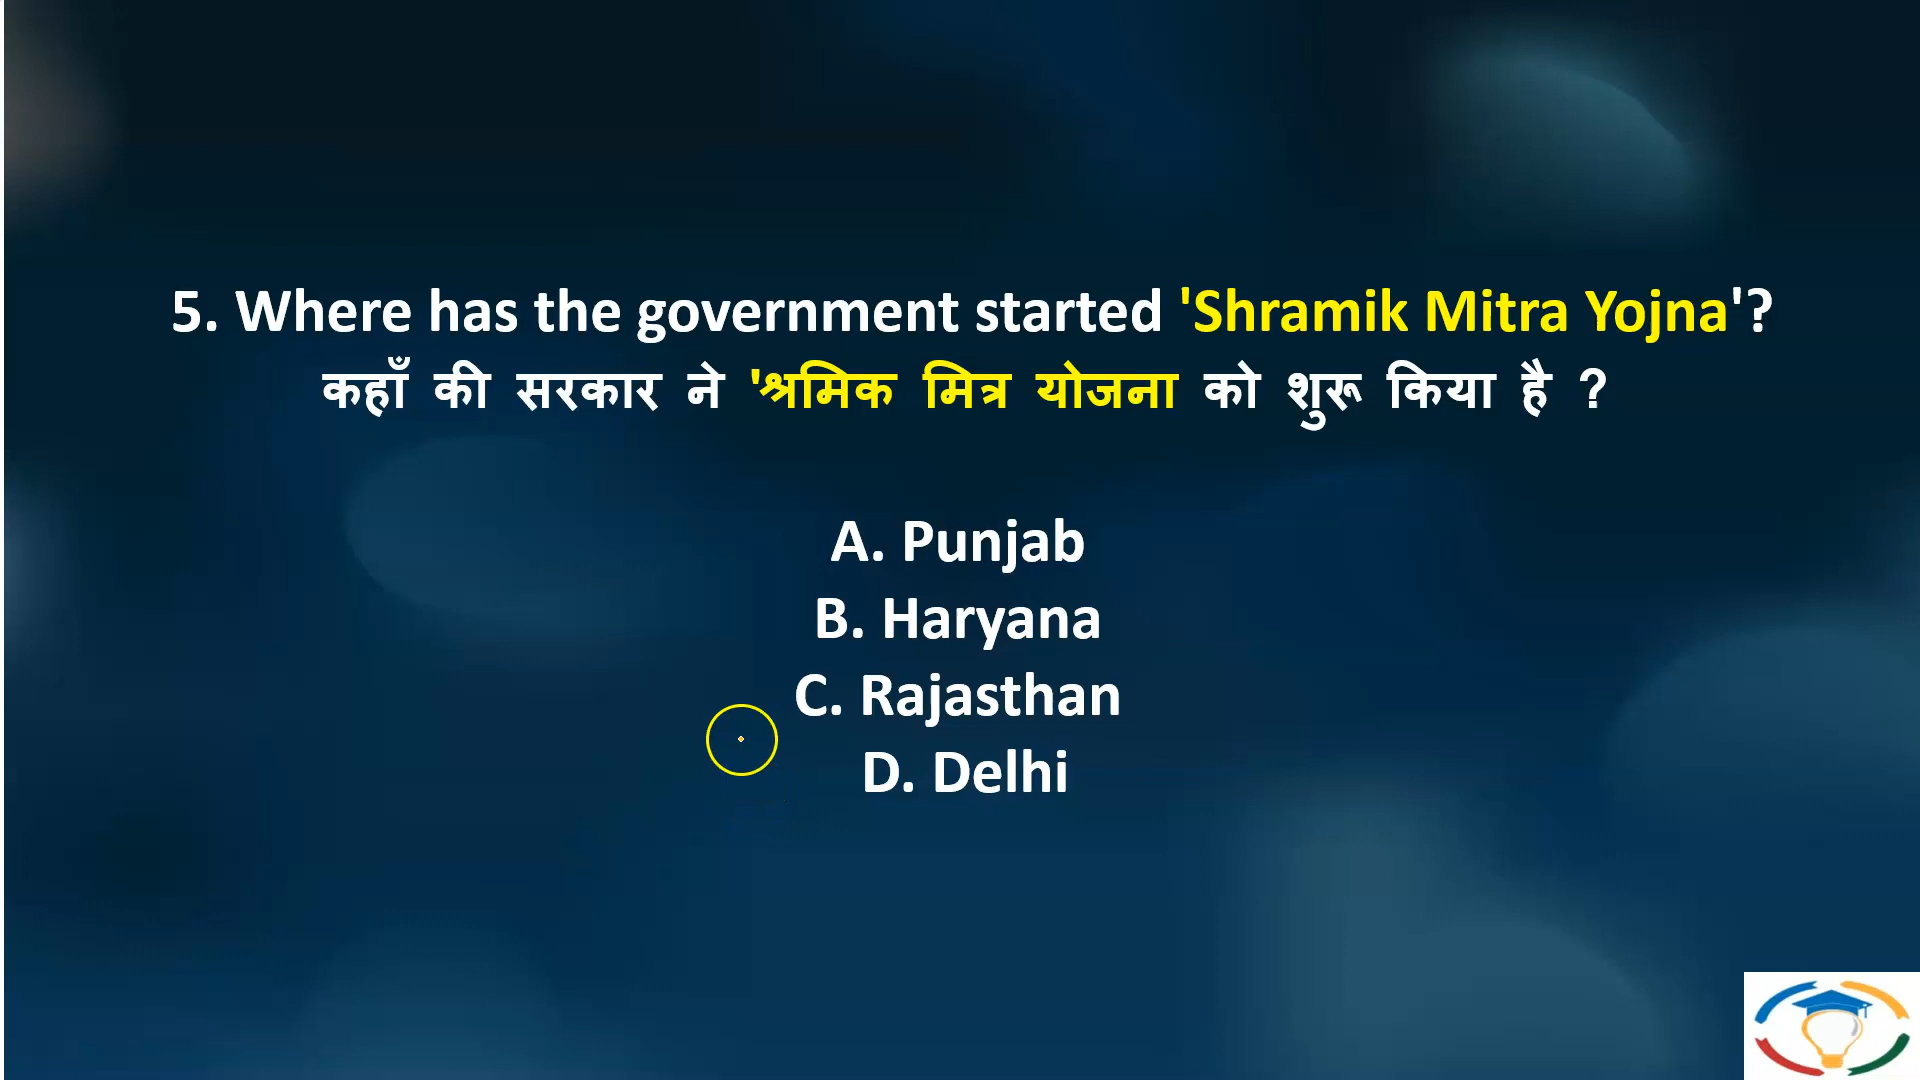 5. Where has the government started 'Shramik Mitra Yojna'?
कहाँ की सरकार ने 'श्रमिक मित्र योजना को शुरू किया है ?
A. Punjab
B. Haryana
C. Rajasthan
D. Delhi